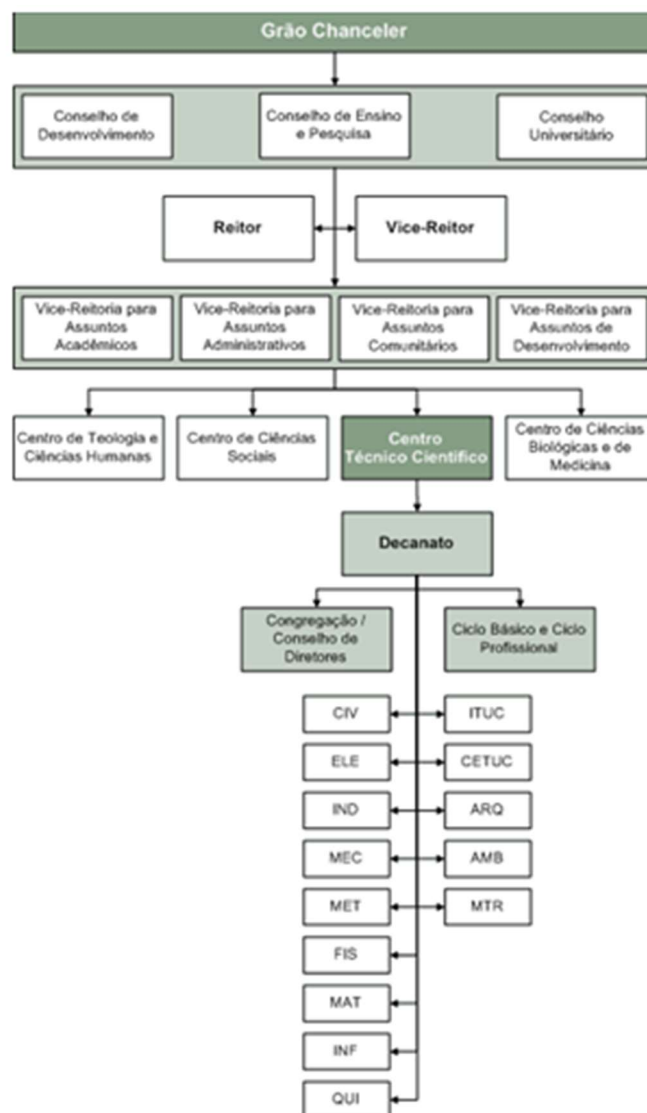 Grão Chanceler
Conselho de
Desenvolvimento
Conselho de Ensino
e Pesquisa
Conselho
Universitário
Reitor
Vice-Reitor
Vice-Reitoria para
Assuntos
Acadêmicos
Vice-Reitoria para
Assuntos
Administrativos
Vice-Reitoria para
Assuntos
Comunitários
Vice-Reitoria para
Assuntos de
Desenvolvimento
Centro de Teologia e
Ciências Humanas
Centro de Ciências
Sociais
Centro
Técnico Científico
Centro de Ciências
Biológicas e de
Medicina
Decanato
Congregação /
Conselho de
Diretores
Ciclo Básico e Ciclo
Profissional
CIV
ITUC
ELE
CETUC
IND
ARQ
MEC
AMB
MET
MTR
FIS
MAT
INF
QUI